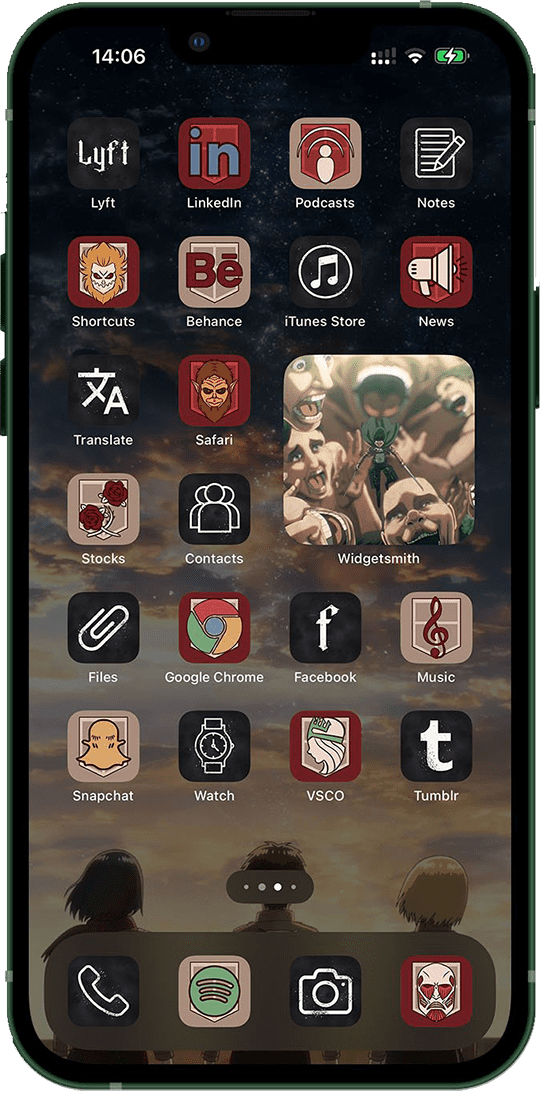 14:06
Lyft
in
Lyft
LinkedIn
Podcasts
Notes
Bē
Shortcuts
Behance
iTunes Store
News
文A
Translate
Safari
Stocks
Contacts
Widgetsmith
f
Files
Google Chrome
Facebook
Music
t
Snapchat
Watch
VSCO
Tumblr